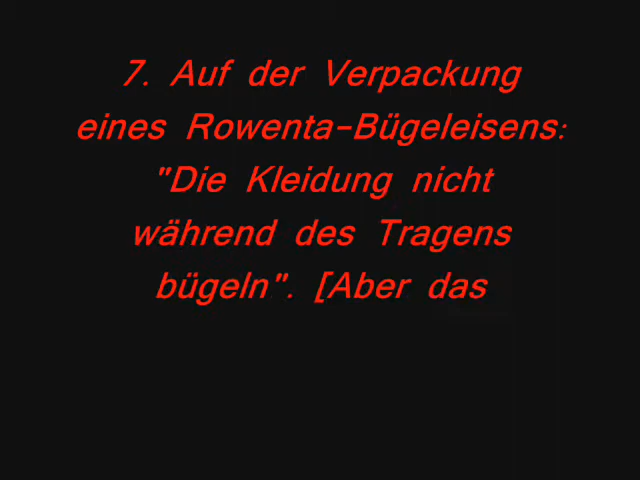 7. Auf der Verpackung
eines Rowenta-Bügeleisens:
"Die Kleidung nicht
während des Tragens
bügeln". [Aber das